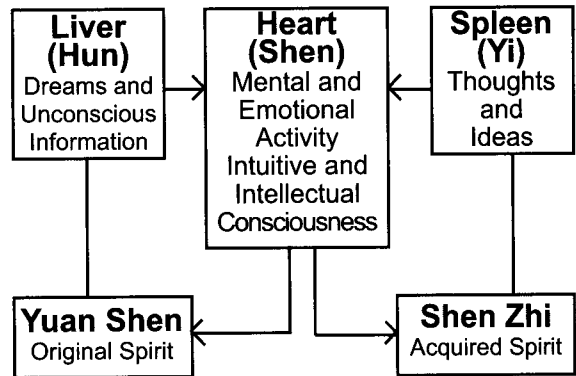 Liver
(Hun)
Dreams and
Unconscious
Information
Heart
(Shen)
Mental and
Emotional
Activity
Intuitive and
Intellectual
Consciousness
Spleen
(Yi)
Thoughts
and
Ideas
Yuan Shen
Original Spirit
Shen Zhi
Acquired Spirit